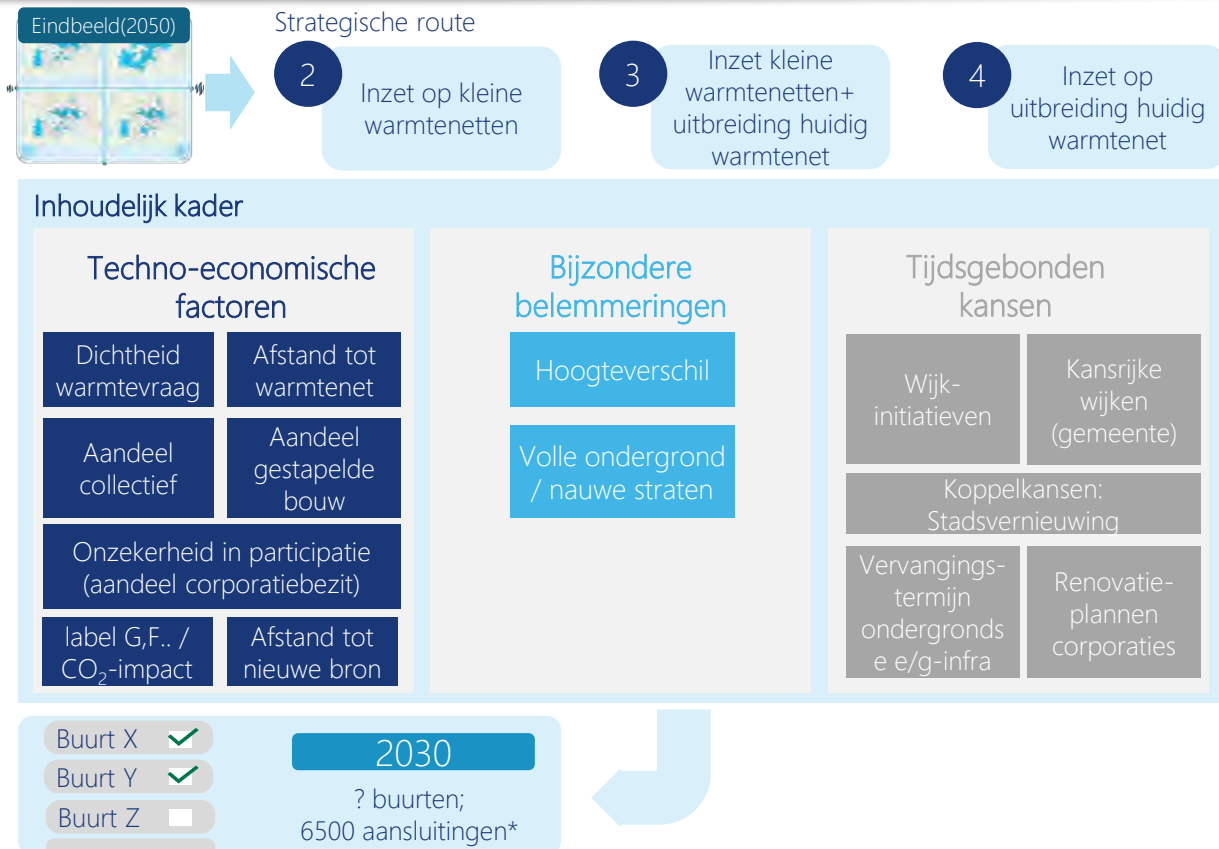 Eindbeeld(2050)
Strategische route
2
Inzet op kleine
warmtenetten
3
Inzet kleine
warmtenetten+
uitbreiding huidig
warmtenet
4
Inzet op
uitbreiding huidig
warmtenet
Inhoudelijk kader
Techno-economische
factoren
Dichtheid
warmtevraag
Afstand tot
warmtenet
Aandeel
collectief
Aandeel
gestapelde
bouw
Onzekerheid in participatie
(aandeel corporatiebezit)
label G,F.. /
CO₂-impact
Afstand tot
nieuwe bron
Bijzondere
belemmeringen
Hoogteverschil
Volle ondergrond
/ nauwe straten
Tijdsgebonden
kansen
Wijk-
initiatieven
Kansrijke
wijken
(gemeente)
Koppelkansen:
Stadsvernieuwing
Vervangings-
termijn
ondergronds
e e/g-infra
Renovatie-
plannen
corporaties
Buurt X
Buurt Y
Buurt Z
2030
? buurten;
6500 aansluitingen*